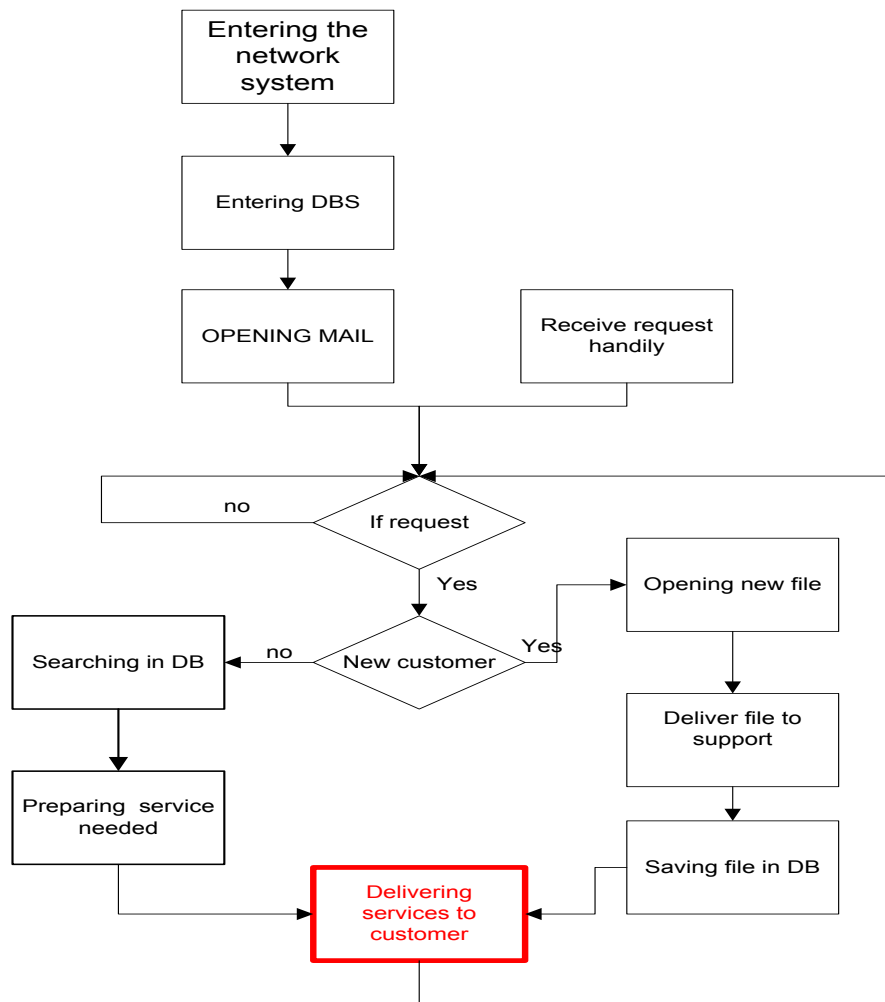 Entering the
network
system
Entering DBS
OPENING MAIL
Receive request
handily
no
If request
Yes
Opening new file
Searching in DB
no
New customer
Yes
Deliver file to
support
Preparing service
needed
Saving file in DB
Delivering
services to
customer